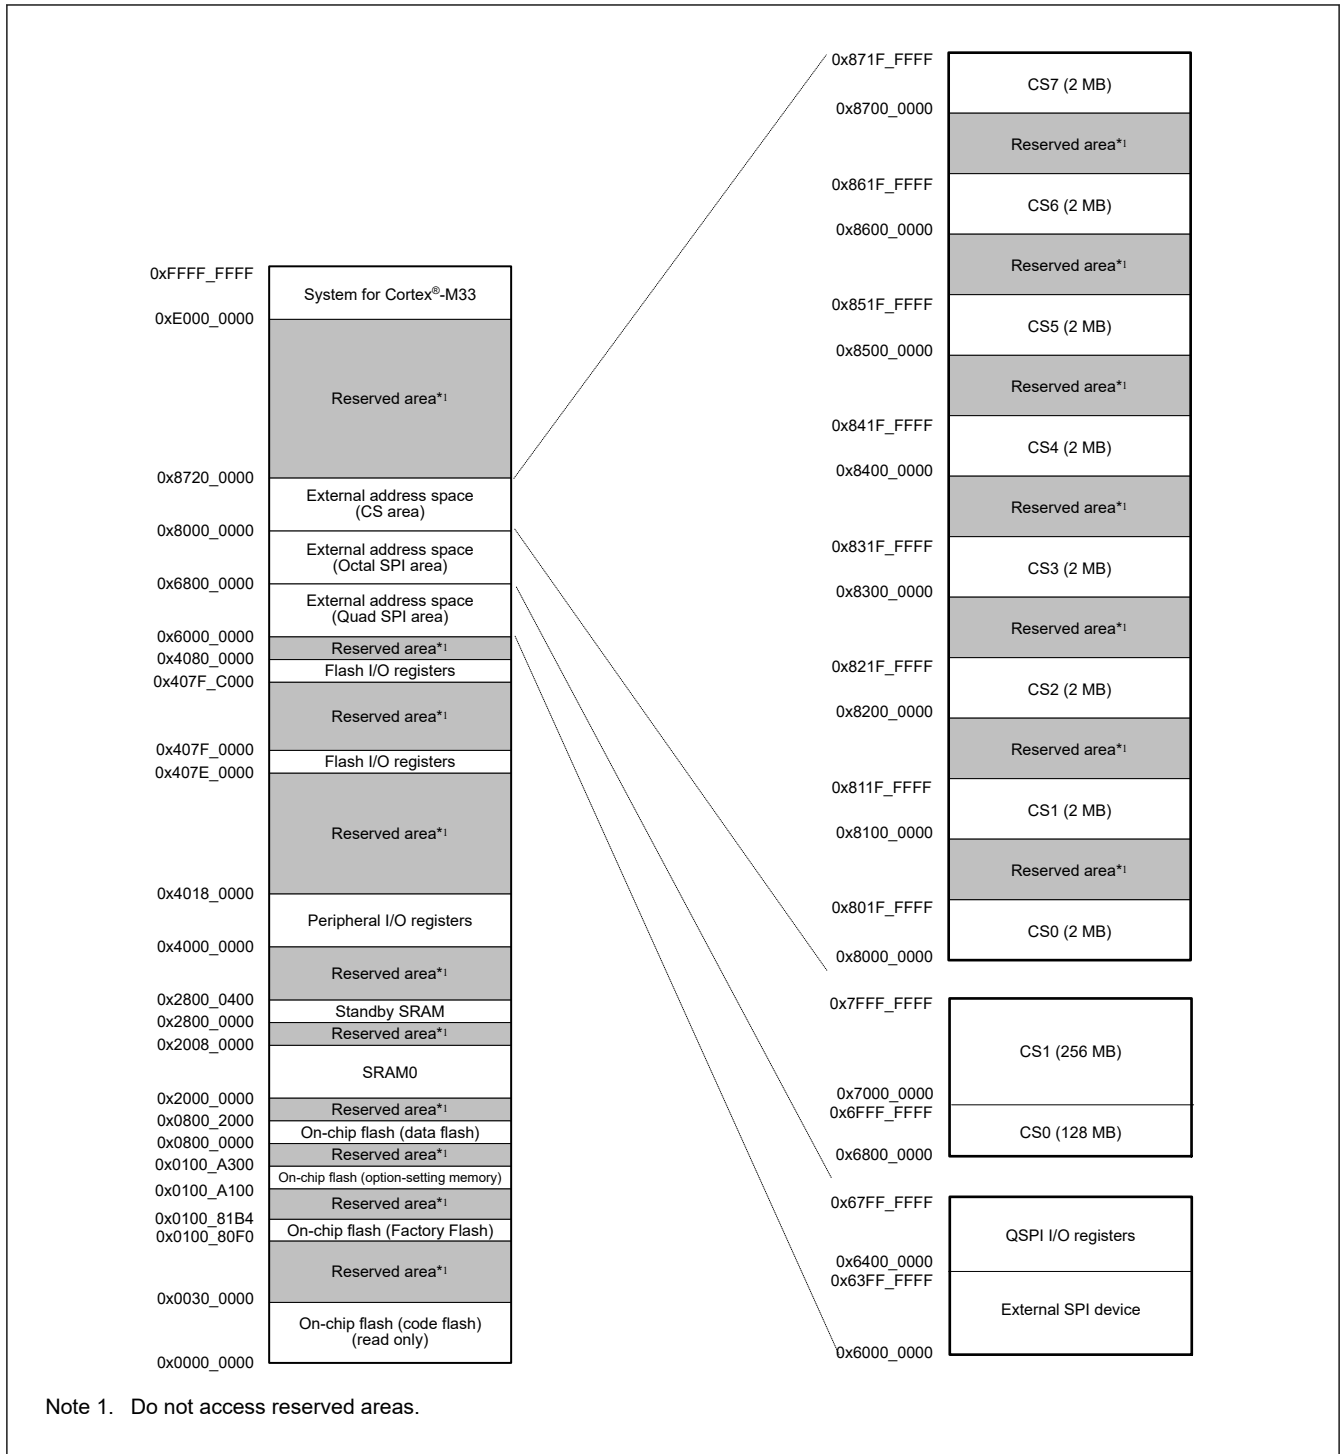 0xFFFF_FFFF
System for Cortex®-M33
0xE000_0000
Reserved area*1
0x8720_0000
External address space
(CS area)
0x8000_0000
External address space
(Octal SPI area)
0x6800_0000
External address space
(Quad SPI area)
0x6000_0000
Reserved area*1
0x4080_0000
Flash I/O registers
0x407F_C000
Reserved area*1
0x407F_0000
Flash I/O registers
0x407E_0000
Reserved area*1
0x4018_0000
Peripheral I/O registers
0x4000_0000
Reserved area*1
0x2800_0400
Standby SRAM
0x2800_0000
Reserved area*1
0x2008_0000
SRAM0
0x2000_0000
Reserved area*1
0x0800_2000
On-chip flash (data flash)
0x0800_0000
Reserved area*1
0x0100_A300
On-chip flash (option-setting memory)
0x0100_A100
Reserved area*1
0x0100_81B4
On-chip flash (Factory Flash)
0x0100_80F0
Reserved area*1
0x0030_0000
On-chip flash (code flash)
(read only)
0x0000_0000
0x871F_FFFF
CS7 (2 MB)
0x8700_0000
Reserved area*1
0x861F_FFFF
CS6 (2 MB)
0x8600_0000
Reserved area*1
0x851F_FFFF
CS5 (2 MB)
0x8500_0000
Reserved area*1
0x841F_FFFF
CS4 (2 MB)
0x8400_0000
Reserved area*1
0x831F_FFFF
CS3 (2 MB)
0x8300_0000
Reserved area*1
0x821F_FFFF
CS2 (2 MB)
0x8200_0000
Reserved area*1
0x811F_FFFF
CS1 (2 MB)
0x8100_0000
Reserved area*1
0x801F_FFFF
CS0 (2 MB)
0x8000_0000
0x7FFF_FFFF
CS1 (256 MB)
0x7000_0000
0x6FFF_FFFF
CS0 (128 MB)
0x6800_0000
0x67FF_FFFF
QSPI I/O registers
0x6400_0000
0x63FF_FFFF
External SPI device
0x6000_0000
Note 1. Do not access reserved areas.